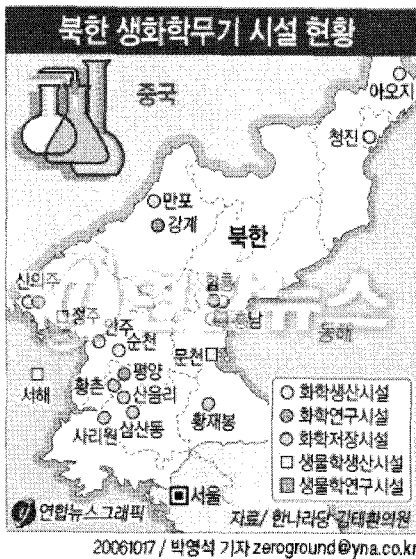 북한 생화학무기 시설 현황
중국
아오지
청진
만포
강계
북한
신의주
정주
함흥
흥남
안주
순천
동해
문천
평양
황촌
산음리
서해
사리원
삼산동
황재봉
화학생산시설
화학연구시설
화학저장시설
생물학생산시설
생물학연구시설
서울
연합뉴스그래픽
자료/ 한나라당 김태환의원
20061017 / 박영석 기자 zeroground@yna.co.kr